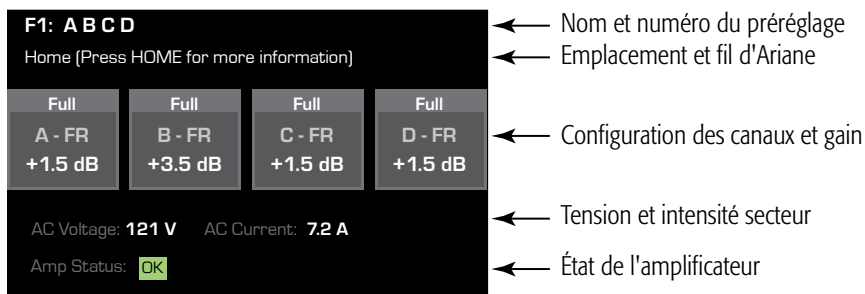 F1: A B C D
Nom et numéro du préréglage
Home (Press HOME for more information)
Emplacement et fil d'Ariane
Full Full Full Full
A - FR B - FR C - FR D - FR
+1.5 dB +3.5 dB +1.5 dB +1.5 dB
Configuration des canaux et gain
AC Voltage: 121 V AC Current: 7.2 A
Tension et intensité secteur
Amp Status: OK
État de l'amplificateur